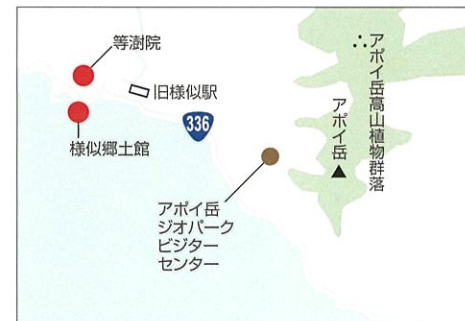 等澍院
旧様似駅
様似郷土館
336
アポイ岳
ジオパーク
ビジター
センター
アポイ岳
アポイ岳高山植物群落